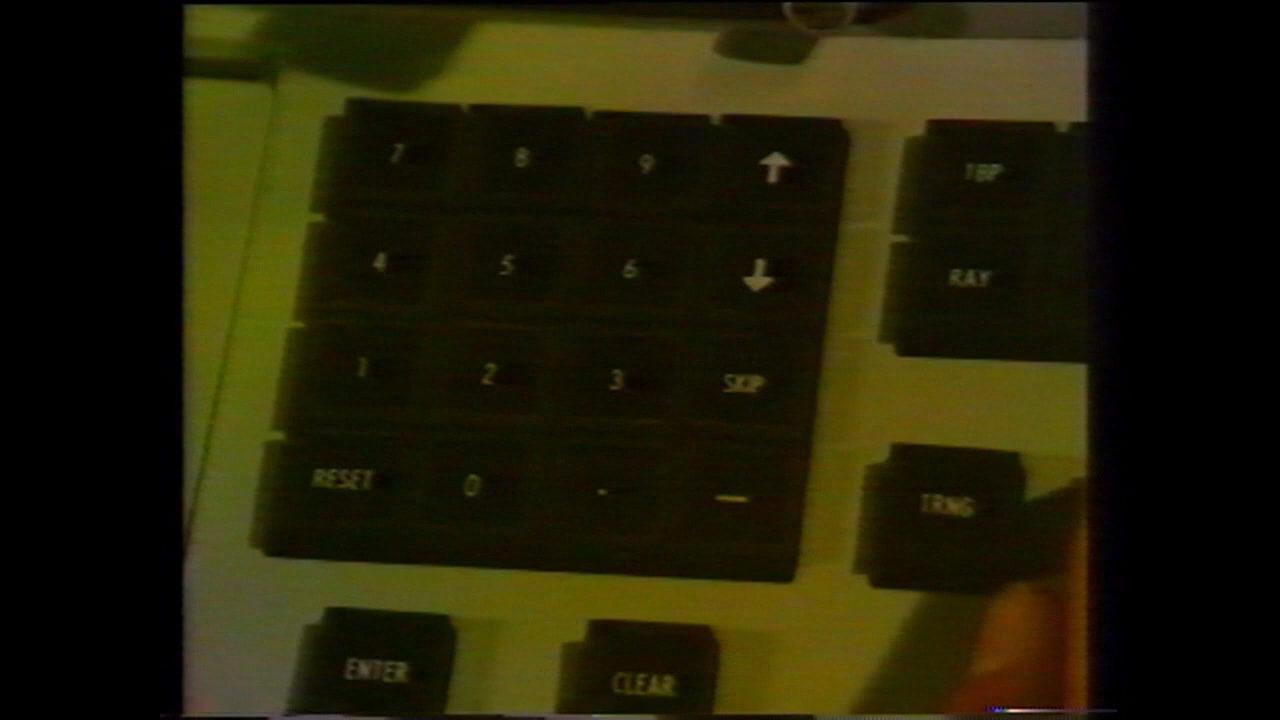 7 8 9 ↑ TBP
4 5 6 ↓ RAY
1 2 3 SKIP
RESET 0 . — TRNG
ENTER CLEAR